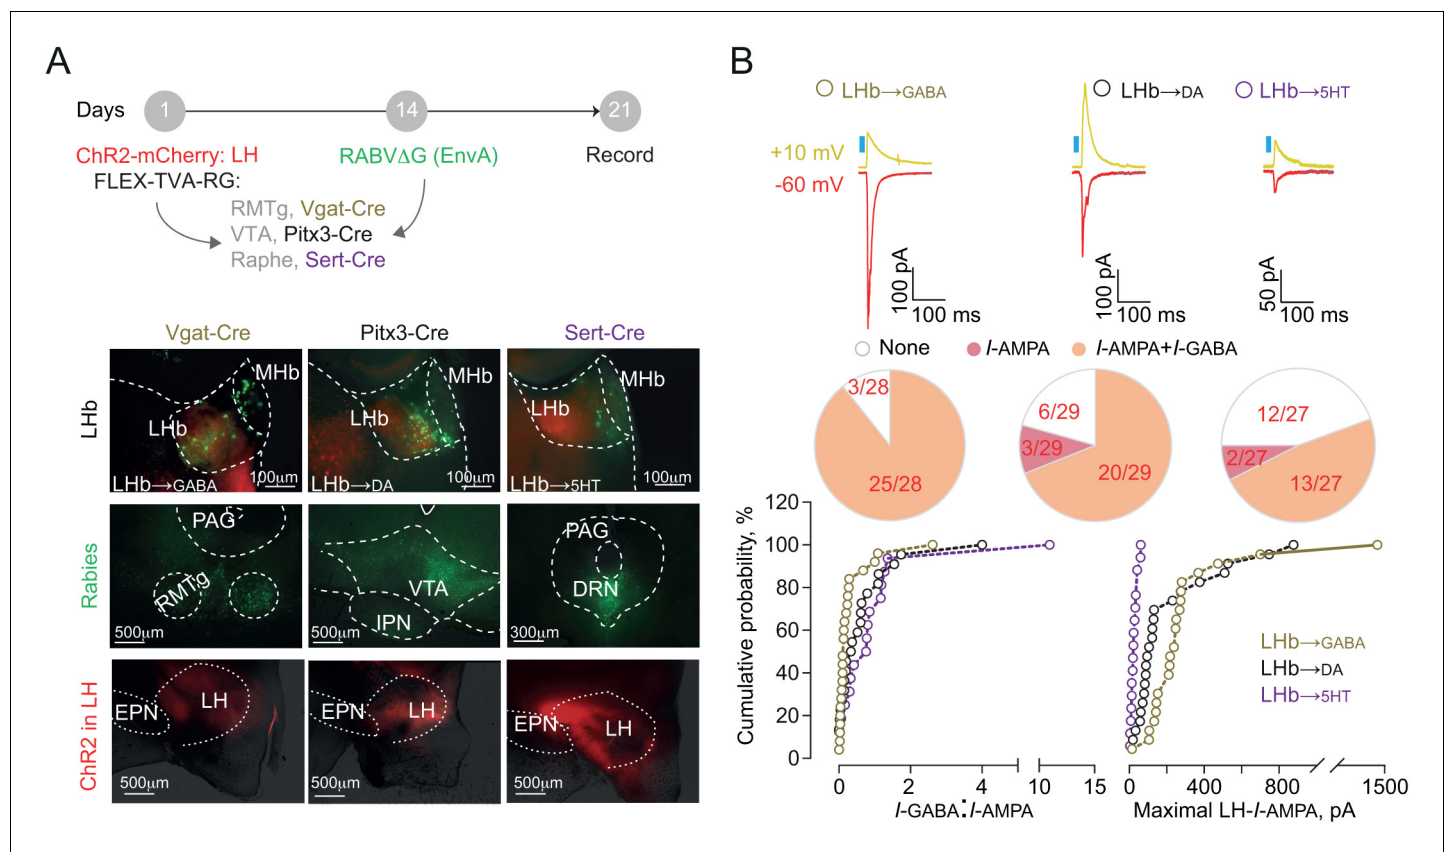 A
Days 1 14 21
ChR2-mCherry: LH RABV∆G (EnvA) Record
FLEX-TVA-RG:
RMTg, Vgat-Cre
VTA, Pitx3-Cre
Raphe, Sert-Cre
Vgat-Cre Pitx3-Cre Sert-Cre
LHb
MHb
LHb
100µm
LHb→GABA
MHb
LHb
100µm
LHb→DA
MHb
LHb
100µm
LHb→5HT
Rabies
PAG
RMTg
500µm
VTA
IPN
500µm
PAG
DRN
300µm
ChR2 in LH
LH
EPN
500µm
EPN LH
500µm
EPN LH
500µm
B
LHb→GABA LHb→DA LHb→5HT
+10 mV
-60 mV
100 pA
100 ms
100 pA
100 ms
50 pA
100 ms
None I-AMPA I-AMPA+I-GABA
3/28
25/28
6/29
3/29
20/29
12/27
2/27
13/27
Cumulative probability, %
120
100
80
60
40
20
0
0 2 4 10 15
I-GABA:I-AMPA
LHb→GABA
LHb→DA
LHb→5HT
0 400 800 1500
Maximal LH-I-AMPA, pA